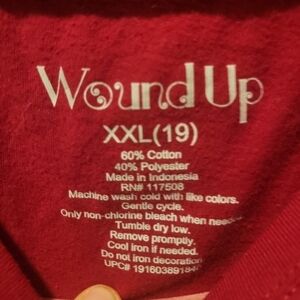 Wound Up
XXL(19)
60% Cotton
40% Polyester
Made in Indonesia
RN# 117508
Machine wash cold with like colors.
Gentle cycle.
Only non-chlorine bleach when
Tumble dry low.
Remove promptly.
Cool iron if needed.
Do not iron decoration
UPC#